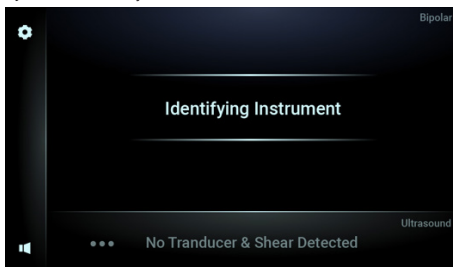 Bipolar
Identifying Instrument
Ultrasound
No Tranducer & Shear Detected